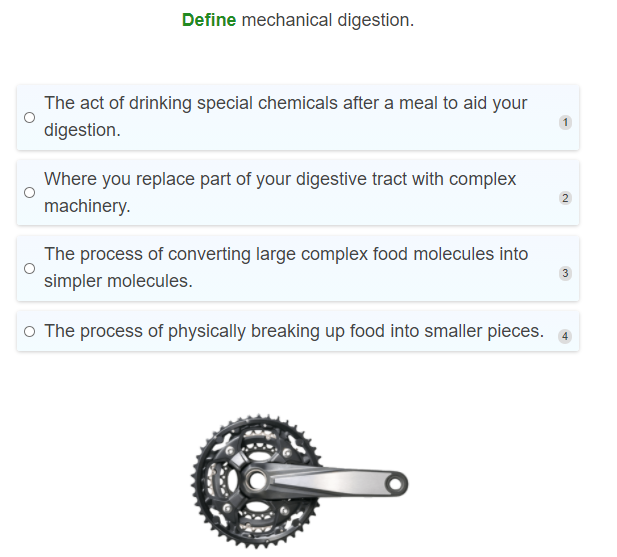 Define mechanical digestion.
The act of drinking special chemicals after a meal to aid your
digestion.
1
Where you replace part of your digestive tract with complex
machinery.
2
The process of converting large complex food molecules into
simpler molecules.
3
The process of physically breaking up food into smaller pieces.
4